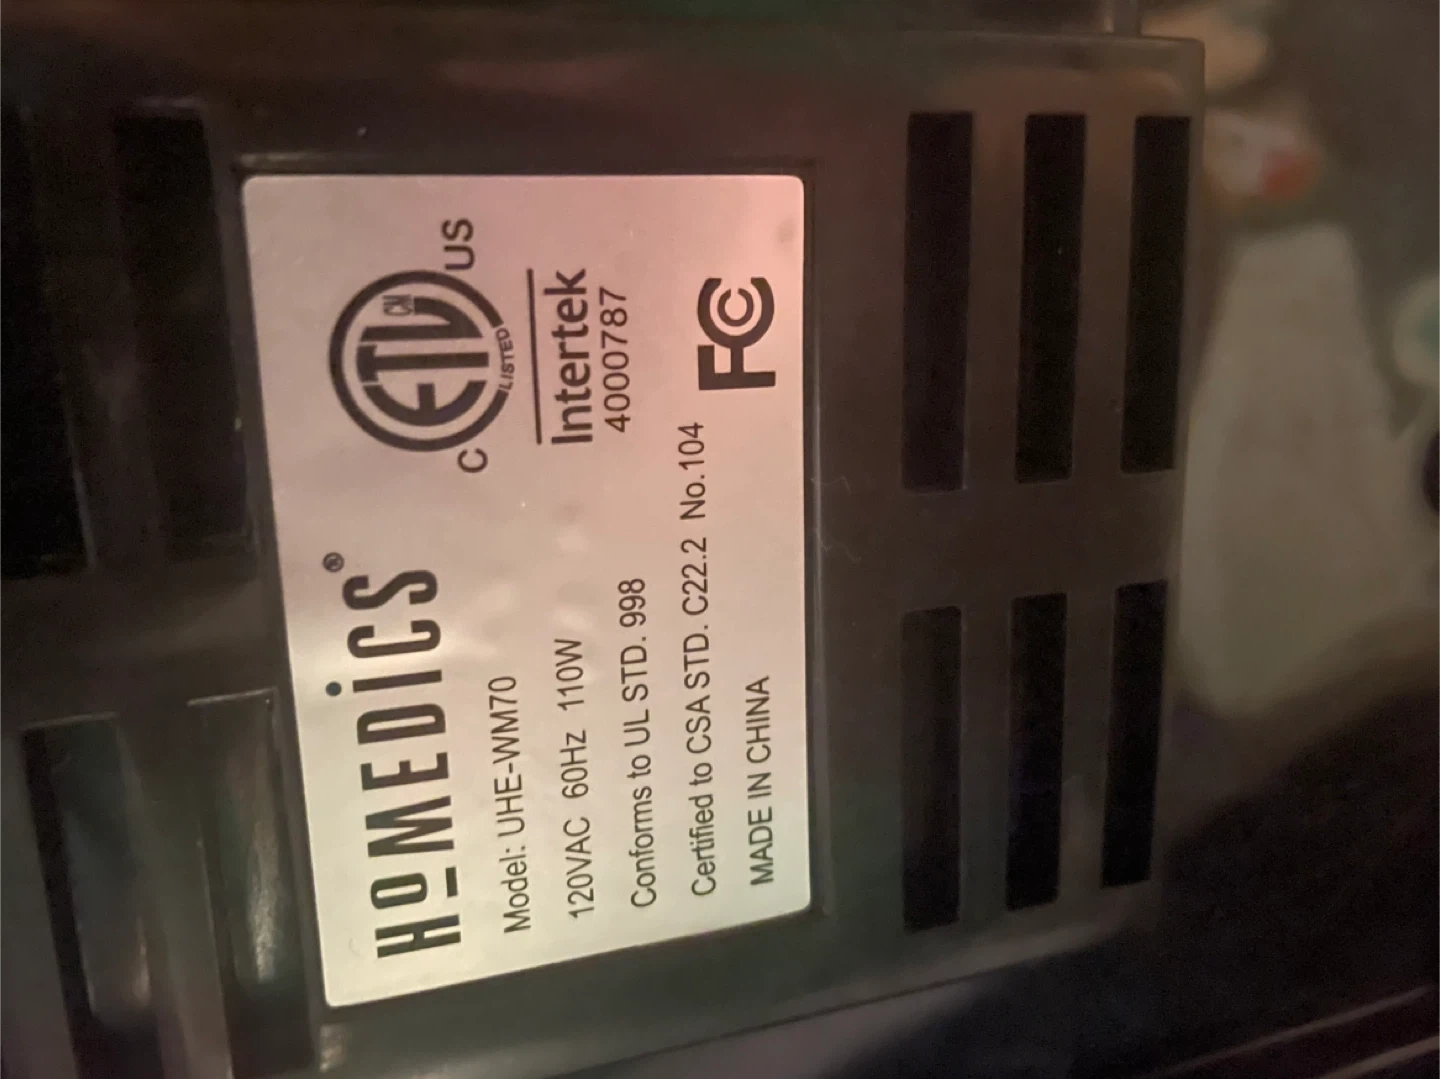 HoMEDiCS®
Model: UHE-WM70
120VAC 60Hz 110W
Conforms to UL STD. 998
Certified to CSA STD. C22.2 No.104
MADE IN CHINA
C ETL CM US
LISTED
Intertek
4000787
FC